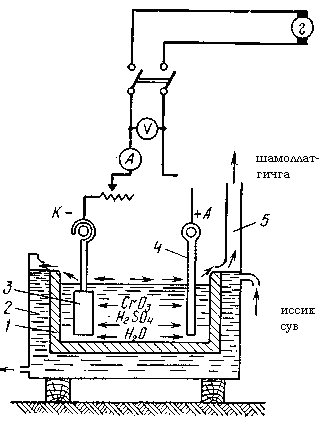 г
V
A
шамоллат-
гичга
K -
+A
5
4
3
CrO₃
H₂SO₄
H₂O
2
1
иссик
сув